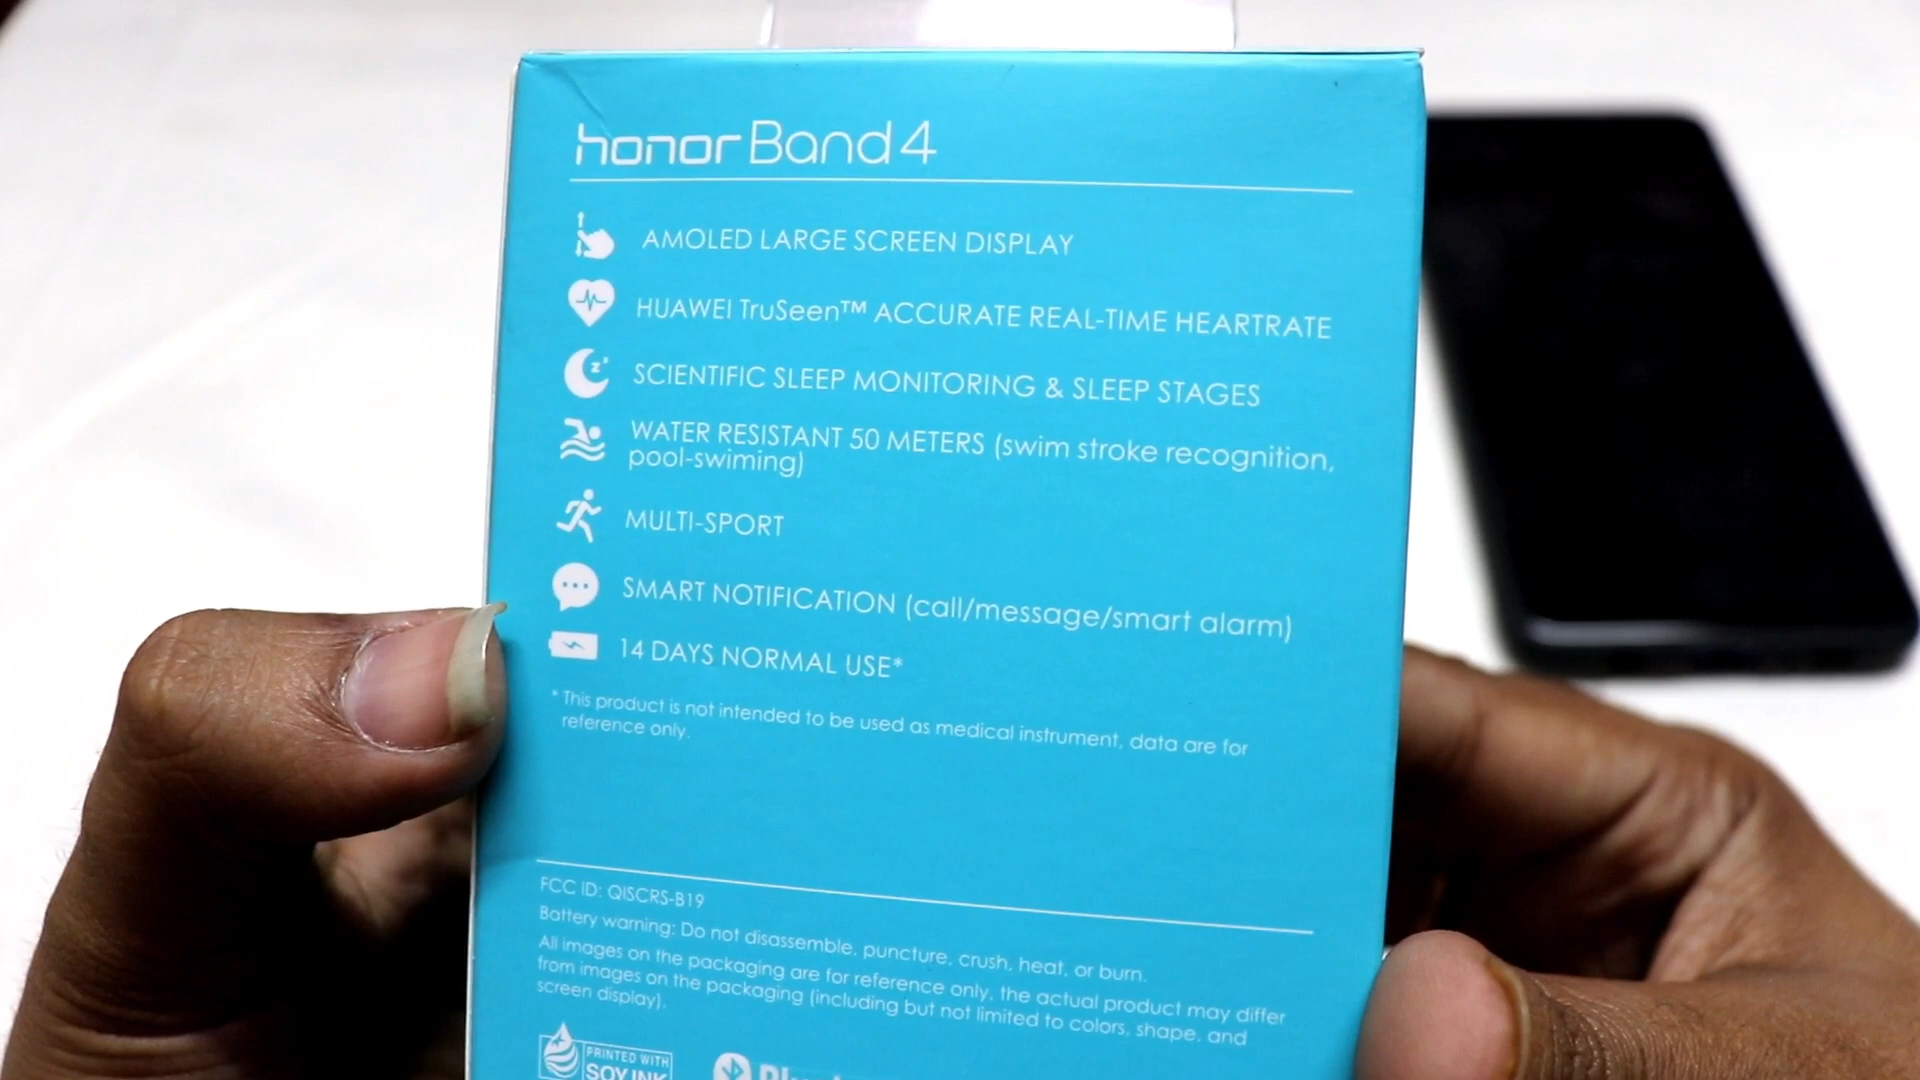 honor Band 4
AMOLED LARGE SCREEN DISPLAY
HUAWEI TruSeen™ ACCURATE REAL-TIME HEARTRATE
SCIENTIFIC SLEEP MONITORING & SLEEP STAGES
WATER RESISTANT 50 METERS (swim stroke recognition,
pool-swiming)
MULTI-SPORT
SMART NOTIFICATION (call/message/smart alarm)
14 DAYS NORMAL USE*
* This product is not intended to be used as medical instrument, data are for
reference only.
FCC ID: QISCRS-B19
Battery warning: Do not disassemble, puncture, crush, heat, or burn.
All images on the packaging are for reference only, the actual product may differ
from images on the packaging (including but not limited to colors, shape, and
screen display).
PRINTED WITH
SOY INK